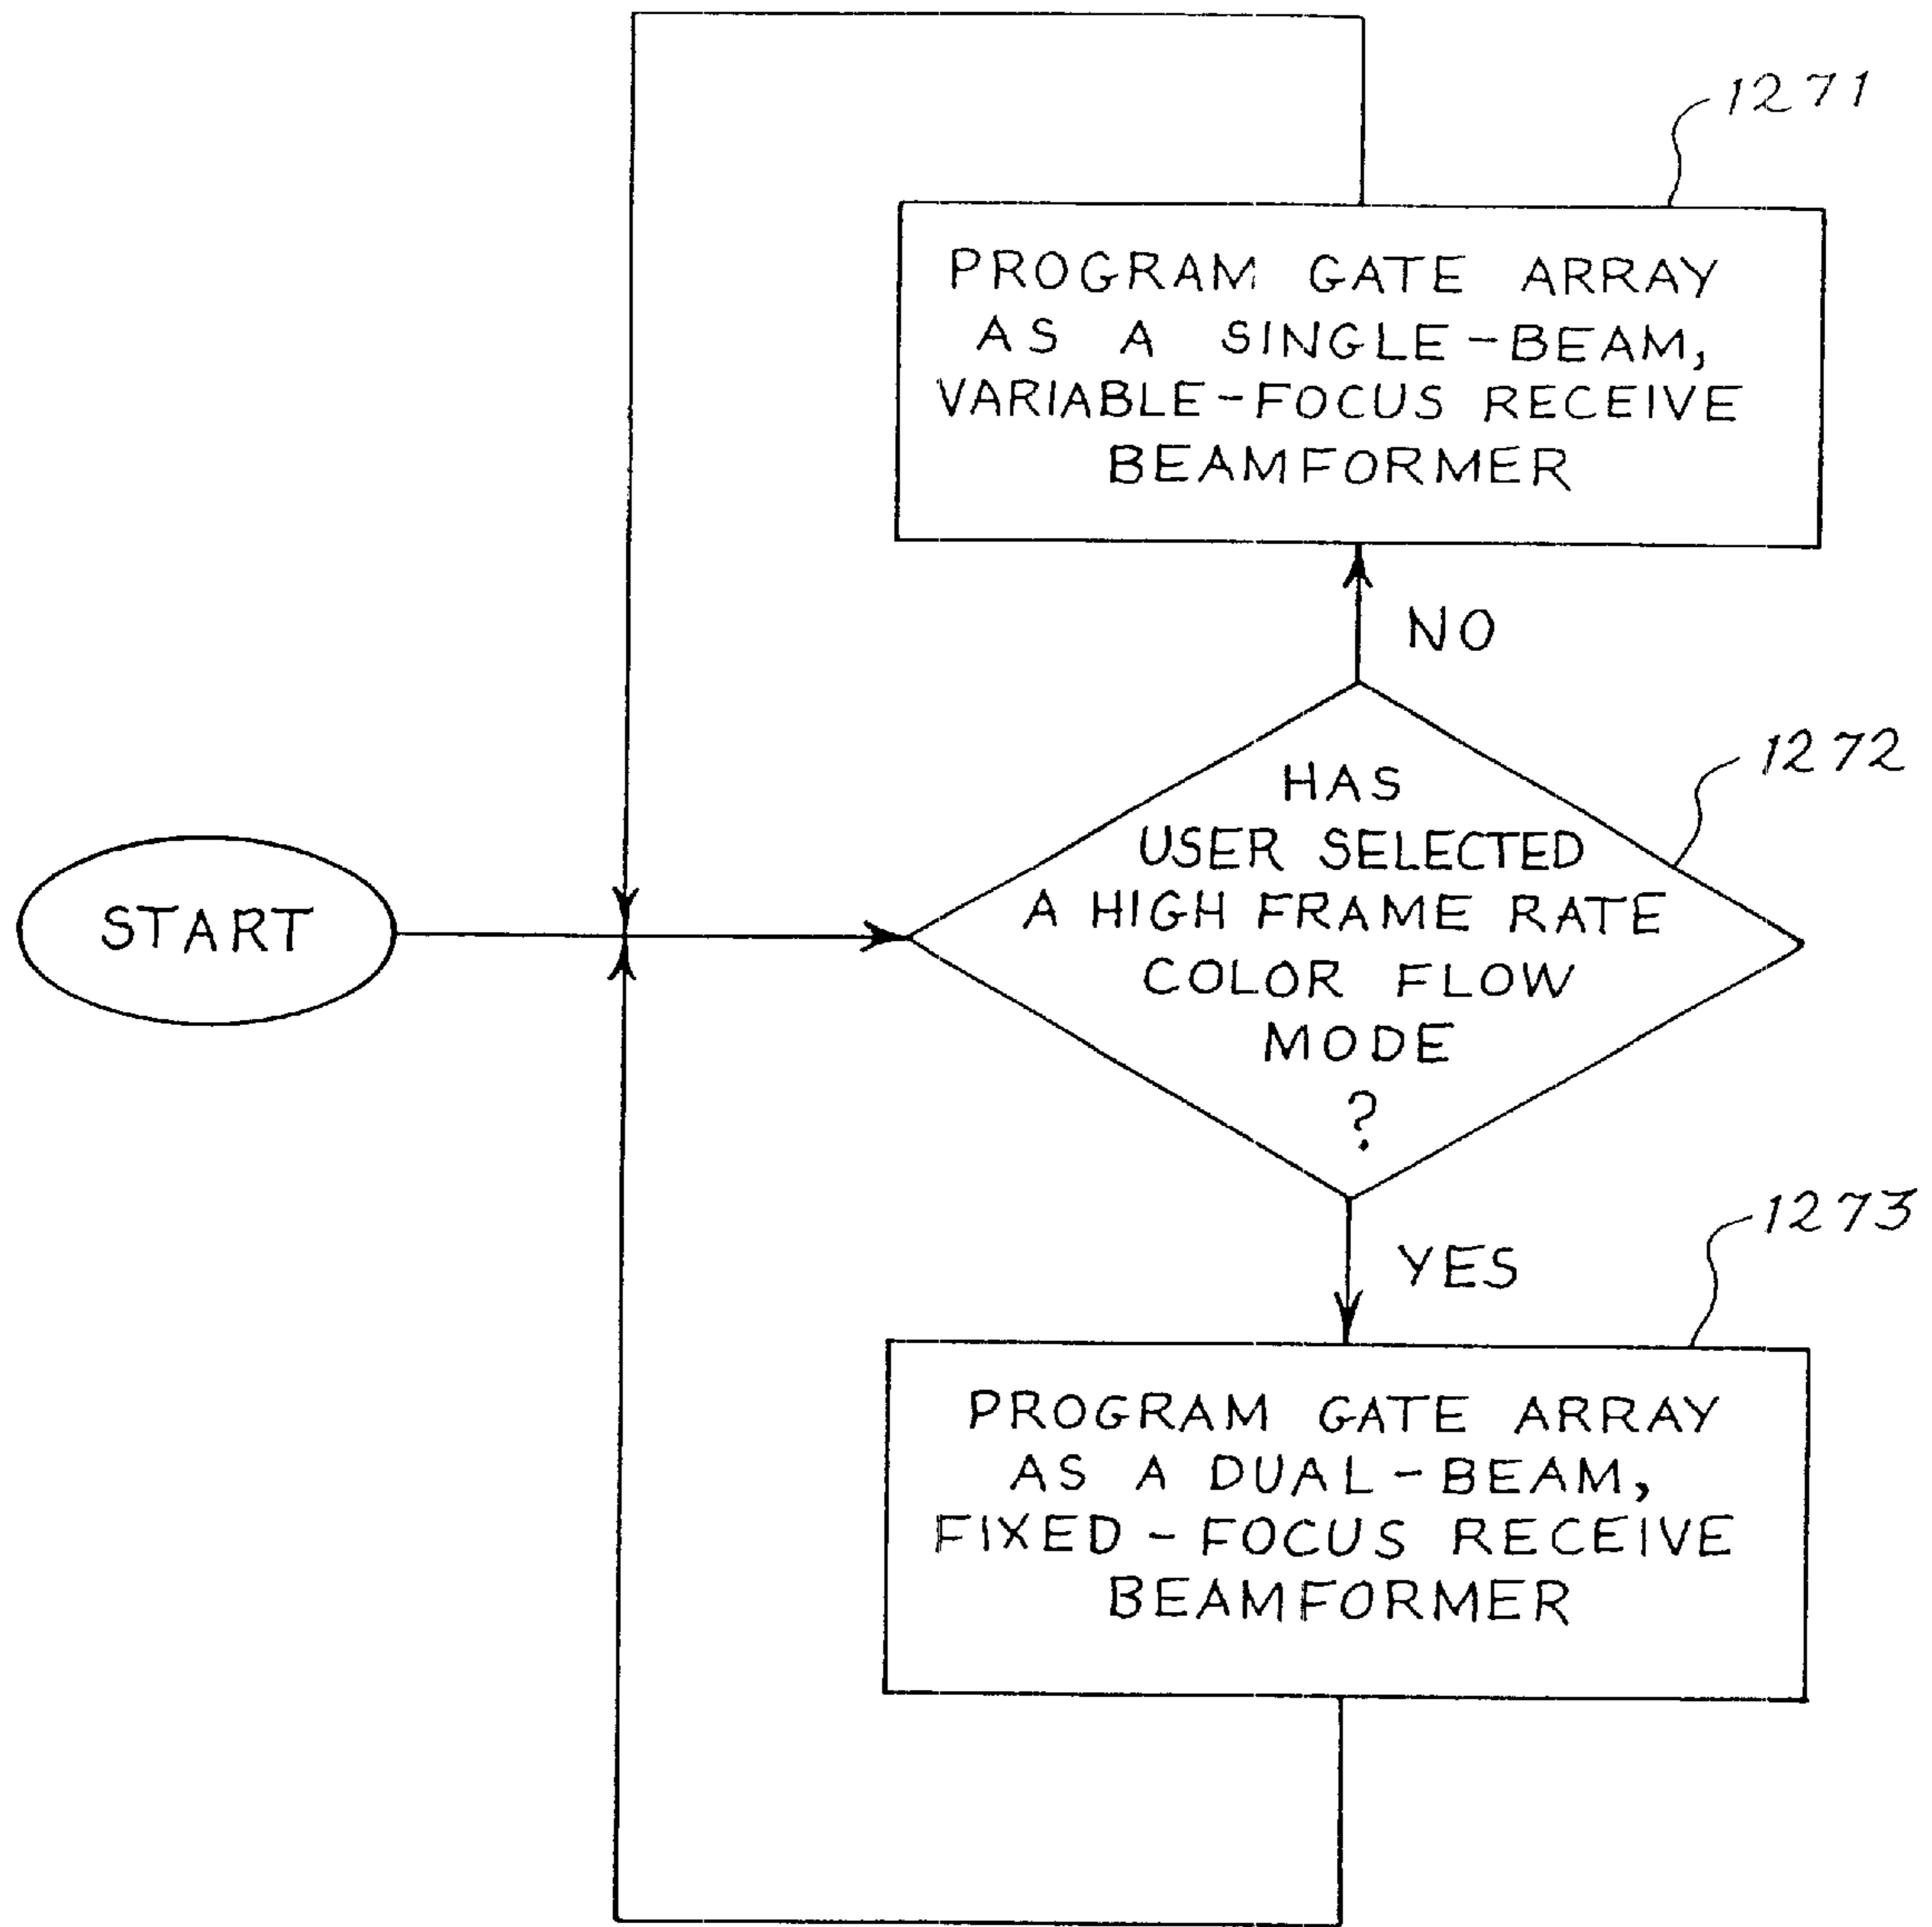 1271
PROGRAM GATE ARRAY
AS A SINGLE-BEAM,
VARIABLE-FOCUS RECEIVE
BEAMFORMER
NO
1272
HAS
USER SELECTED
A HIGH FRAME RATE
COLOR FLOW
MODE
?
START
1273
YES
PROGRAM GATE ARRAY
AS A DUAL-BEAM,
FIXED-FOCUS RECEIVE
BEAMFORMER